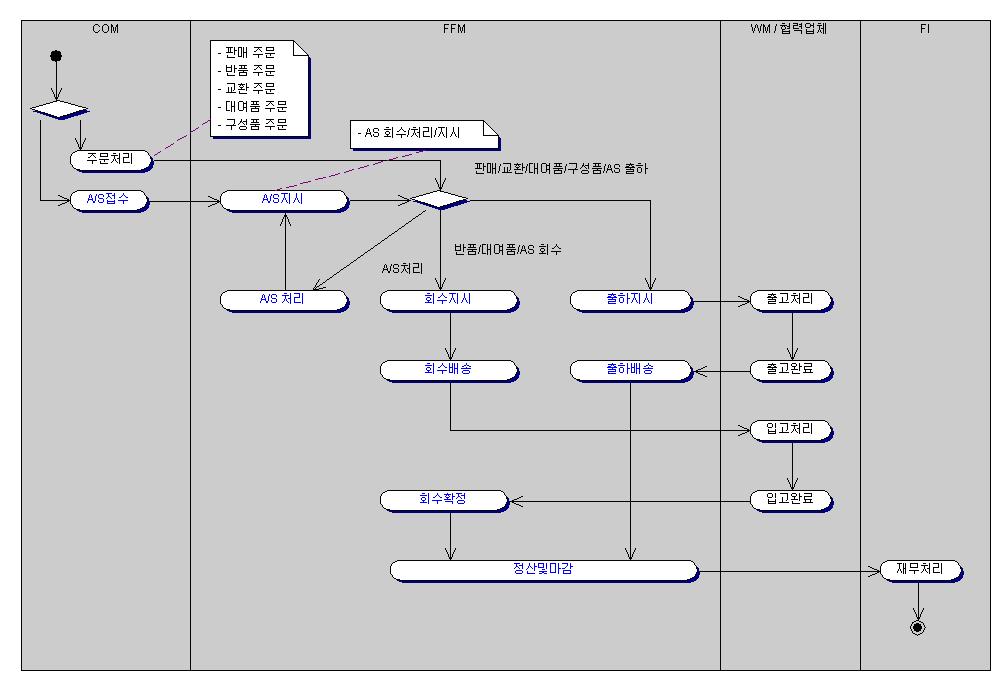 COM
FFM
WM / 협력업체
FI
- 판매 주문
- 반품 주문
- 교환 주문
- 대여품 주문
- 구성품 주문
- AS 회수/처리/지시
주문처리
판매/교환/대여품/구성품/AS 출하
A/S접수
A/S지시
반품/대여품/AS 회수
A/S처리
A/S 처리
회수지시
출하지시
출고처리
회수배송
출하배송
출고완료
입고처리
회수확정
입고완료
정산및마감
재무처리